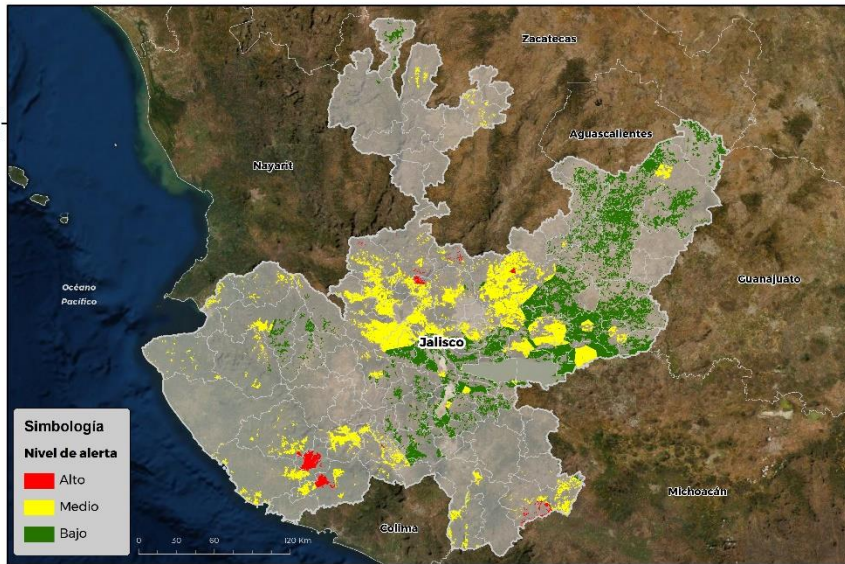 Zacatecas
Aguascalientes
Nayarit
Guanajuato
Océano
Pacífico
Jalisco
Simbología
Nivel de alerta
Alto
Medio
Bajo
Michoacán
Colima
0 30 60 120 Km